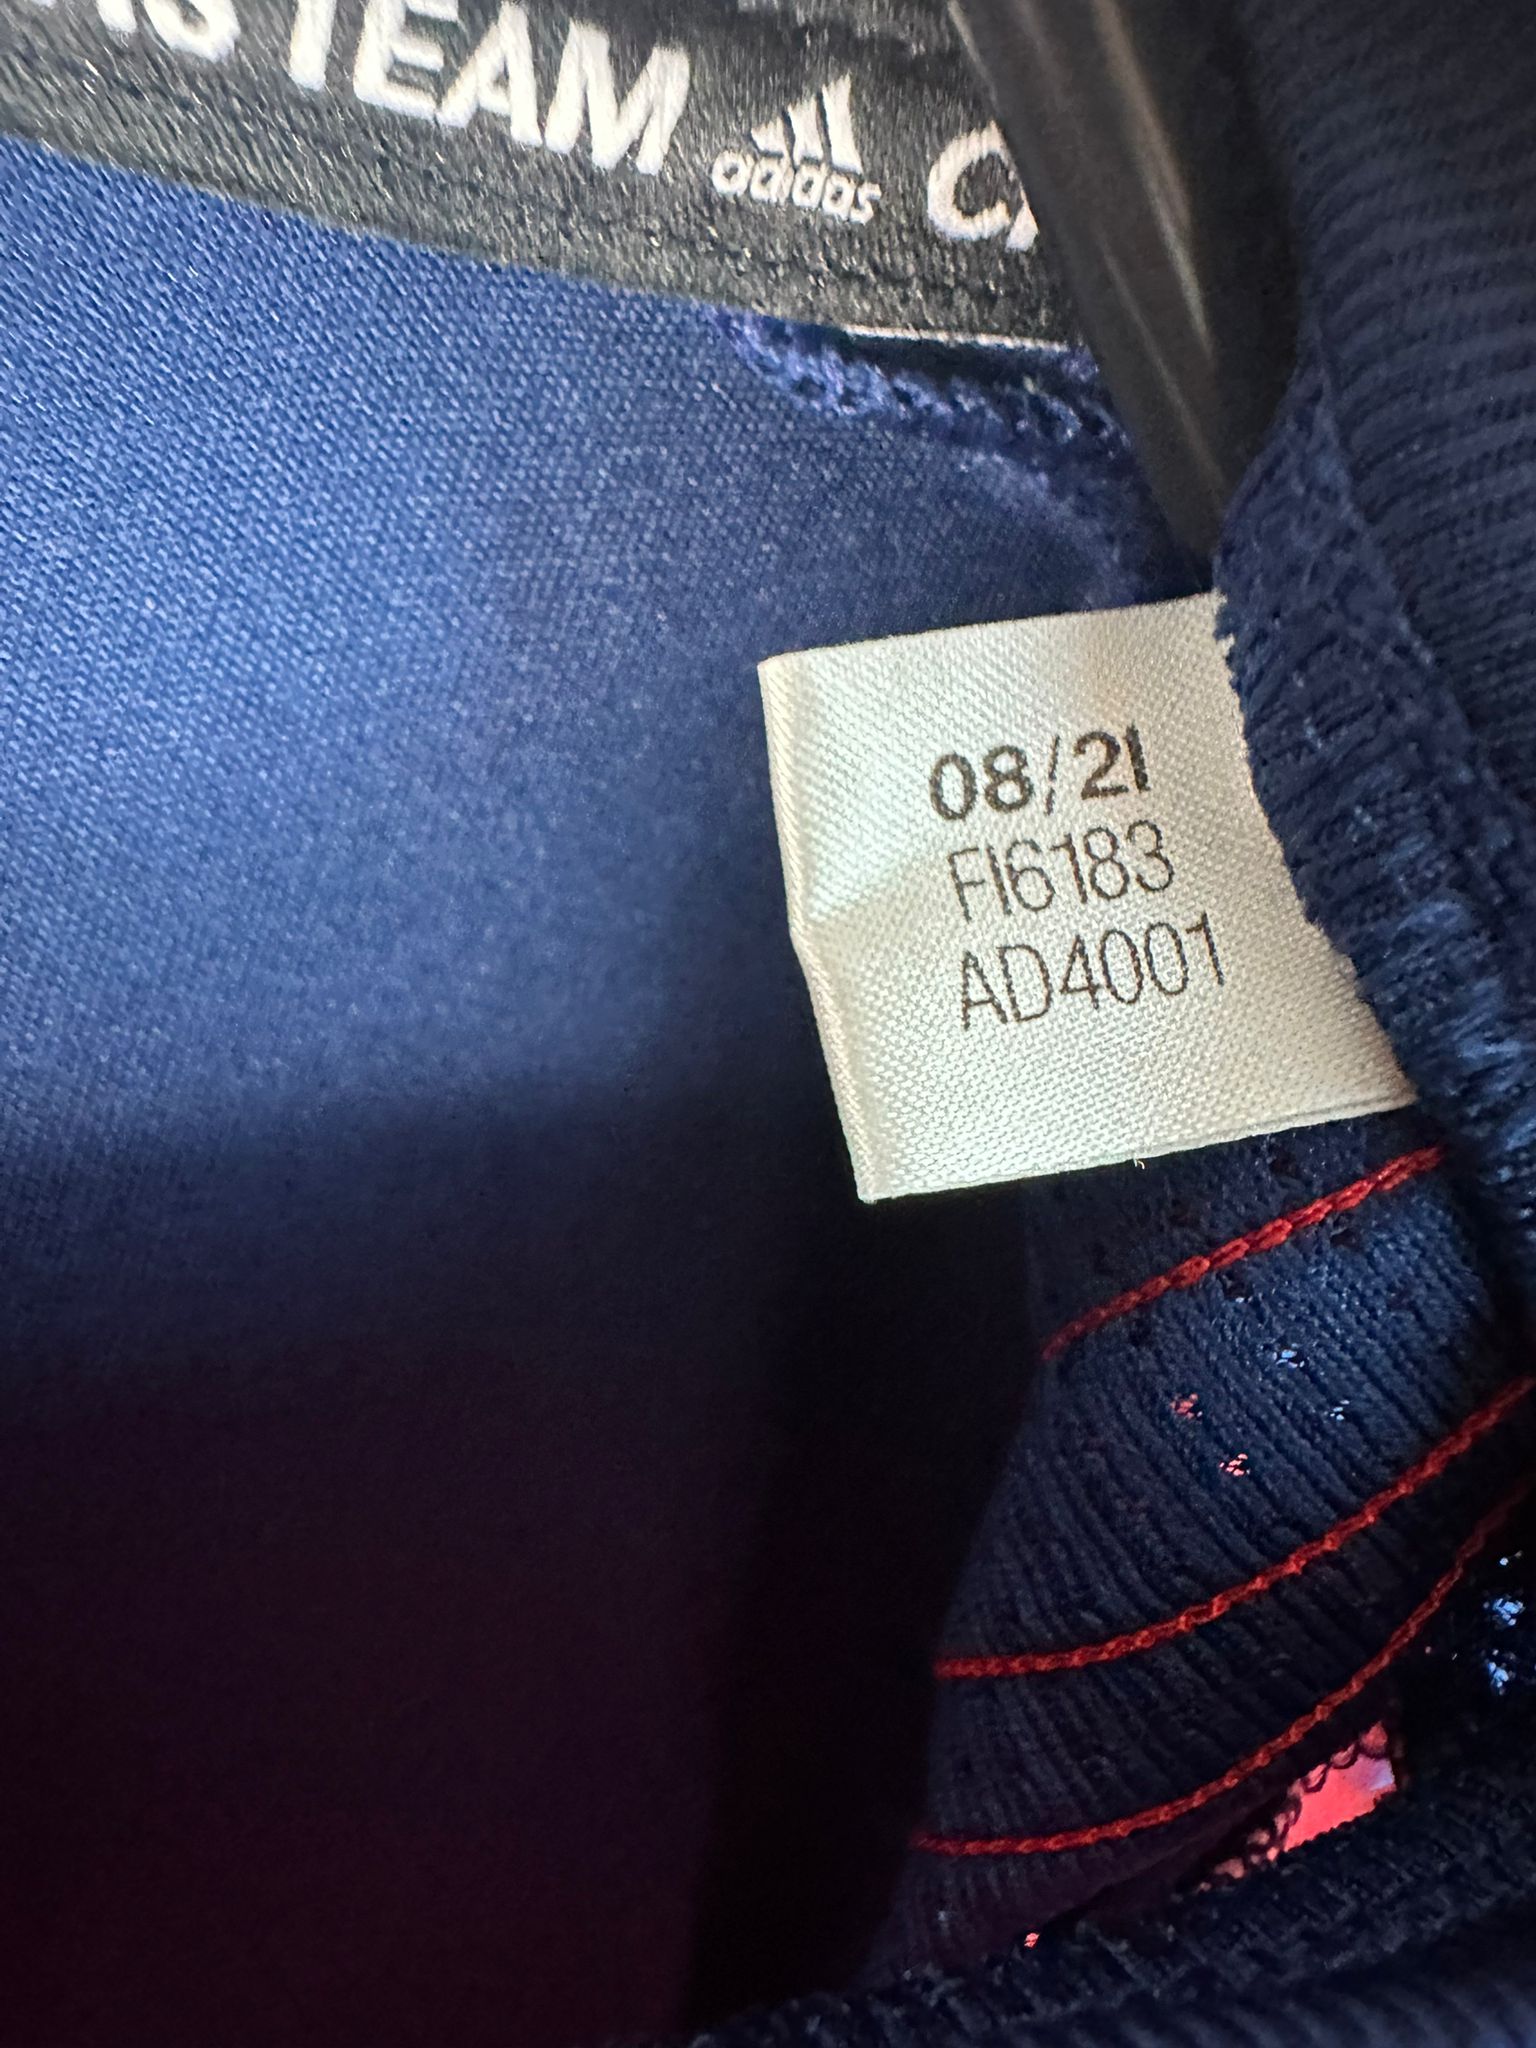 TEAM adidas
08/21
FI6183
AD4001